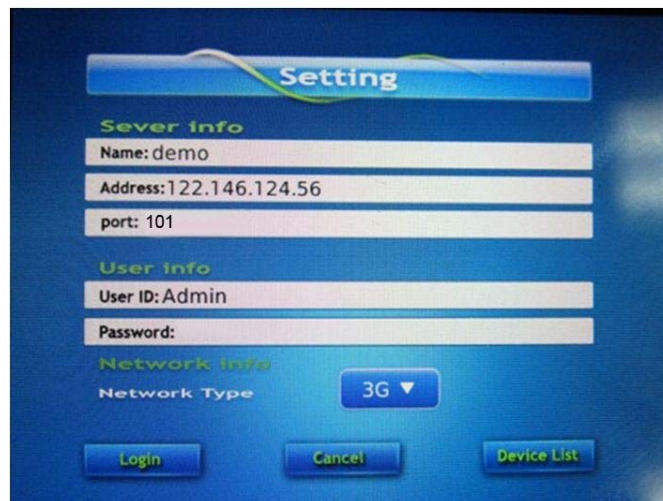 Setting
Sever info
Name: demo
Address: 122.146.124.56
port: 101
User info
User ID: Admin
Password:
Network info
Network Type 3G ▼
Login Cancel Device List